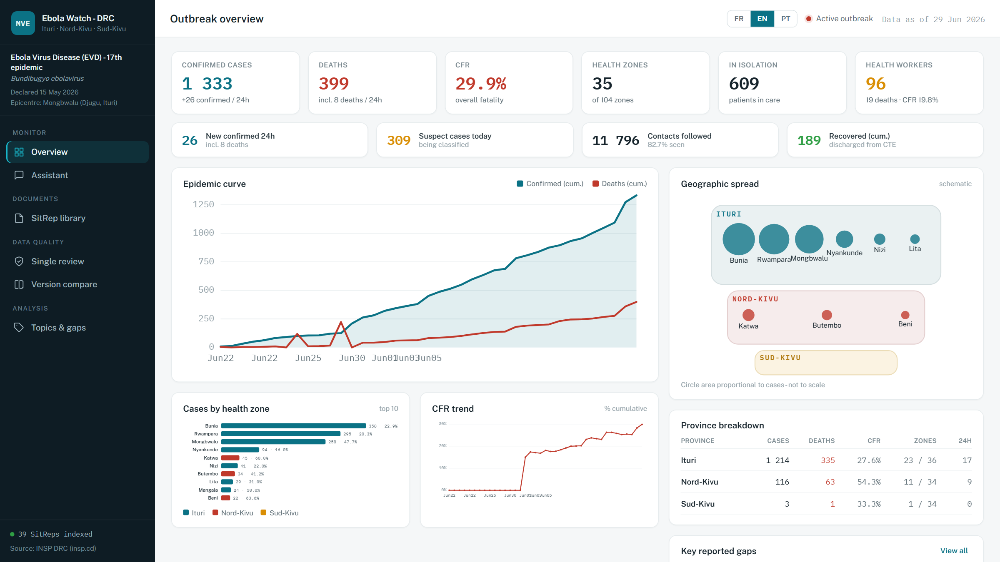 MVE
Ebola Watch - DRC
Ituri · Nord-Kivu · Sud-Kivu
Ebola Virus Disease (EVD) - 17th
epidemic
Bundibugyo ebolavirus
Declared 15 May 2026
Epicentre: Mongbwalu (Djugu, Ituri)
MONITOR
Overview
Assistant
DOCUMENTS
SitRep library
DATA QUALITY
Single review
Version compare
ANALYSIS
Topics & gaps
39 SitReps indexed
Source: INSP DRC (insp.cd)
Outbreak overview
FR EN PT
Active outbreak
Data as of 29 Jun 2026
CONFIRMED CASES
1 333
+26 confirmed / 24h
DEATHS
399
incl. 8 deaths / 24h
CFR
29.9%
overall fatality
HEALTH ZONES
35
of 104 zones
IN ISOLATION
609
patients in care
HEALTH WORKERS
96
19 deaths · CFR 19.8%
26 New confirmed 24h
incl. 8 deaths
309 Suspect cases today
being classified
11 796 Contacts followed
82.7% seen
189 Recovered (cum.)
discharged from CTE
Epidemic curve
Confirmed (cum.) Deaths (cum.)
1250
1000
750
500
250
0
Jun22 Jun22 Jun25 Jun30 Jun01 Jun03 Jun05
Geographic spread
schematic
ITURI
Bunia Rwampara Mongbwalu Nyankunde Nizi Lita
NORD-KIVU
Katwa Butembo Beni
SUD-KIVU
Circle area proportional to cases - not to scale
Cases by health zone
top 10
Bunia 358 · 22.9%
Rwampara 295 · 20.3%
Mongbwalu 258 · 47.7%
Nyankunde 94 · 16.0%
Katwa 45 · 60.0%
Nizi 41 · 22.0%
Butembo 34 · 41.2%
Lita 29 · 31.0%
Mangala 24 · 50.0%
Beni 22 · 63.6%
Ituri Nord-Kivu Sud-Kivu
CFR trend
% cumulative
30%
20%
10%
0%
Jun22 Jun22 Jun25 Jun30 Jun01 Jun03 Jun05
Province breakdown
PROVINCE CASES DEATHS CFR ZONES 24H
Ituri 1 214 335 27.6% 23 / 36 17
Nord-Kivu 116 63 54.3% 11 / 34 9
Sud-Kivu 3 1 33.3% 1 / 34 0
Key reported gaps
View all